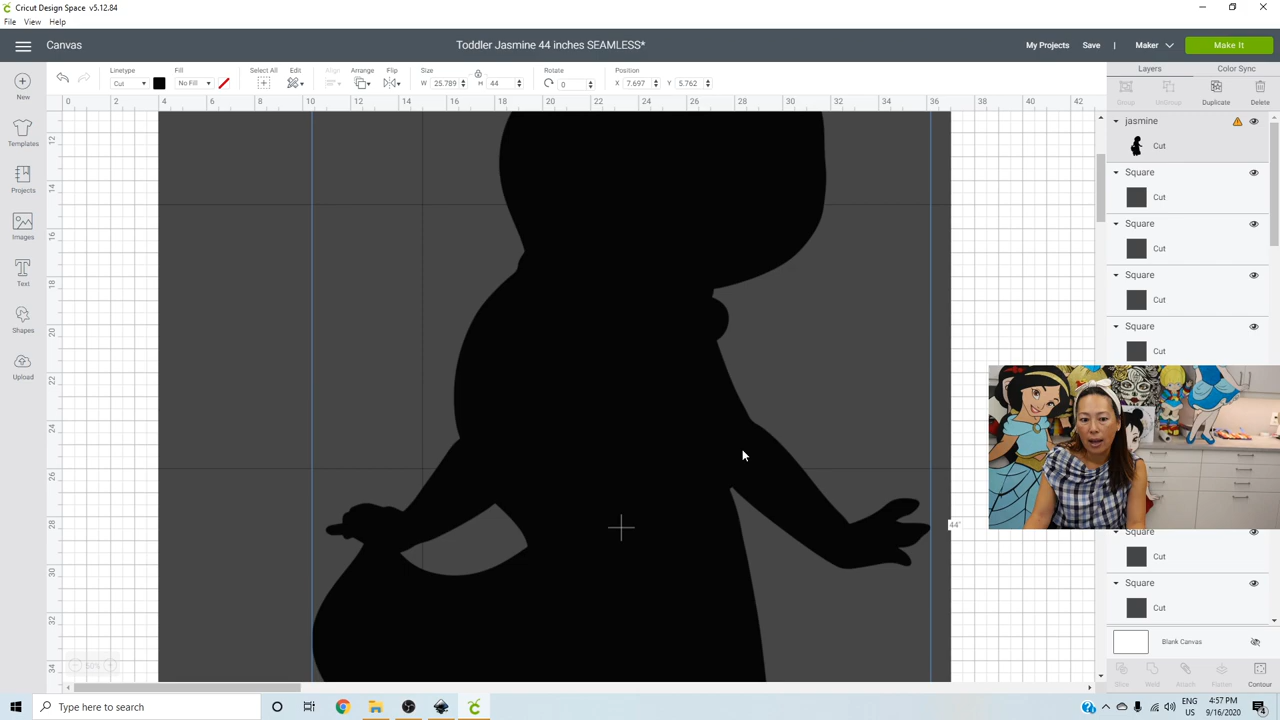 Cricut Design Space v5.12.84
File View Help
Canvas
Toddler Jasmine 44 inches SEAMLESS*
My Projects | Save Maker Make It
Linetype Fill Select All Edit Align Arrange Flip Size Rotate Position
Cut No Fill W 25.789 H 44 0 X 7.697 Y 5.762
Layers Color Sync
Group UnGroup Duplicate Delete
0 2 4 6 8 10 12 14 16 18 20 22 24 26 28 30 32 34 36 38 40 42
12
14
16
18
20
22
24
26
28
30
32
34
New
Templates
Projects
Images
Text
Shapes
Upload
44"
50%
jasmine
Cut
Square
Cut
Square
Cut
Square
Cut
Square
Cut
Square
Cut
Square
Cut
Blank Canvas
Slice Weld Attach Flatten Contour
Type here to search
ENG
US
4:57 PM
9/16/2020
4